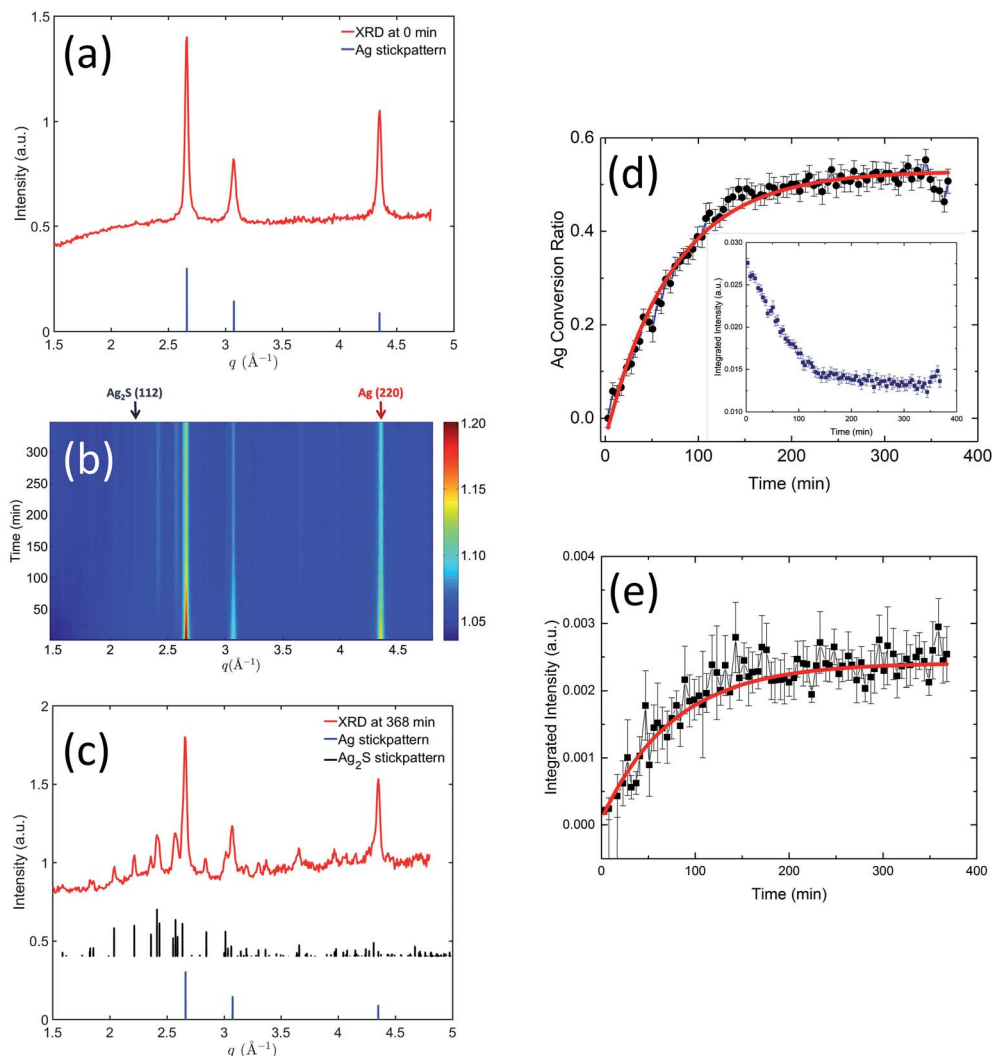 (a)
1.5
1
0.5
0
Intensity (a.u.)
XRD at 0 min
Ag stickpattern
1.5 2 2.5 3 3.5 4 4.5 5
q (Å⁻¹)
Ag₂S (112)
Ag (220)
(b)
300
250
200
150
100
50
Time (min)
1.20
1.15
1.10
1.05
1.5 2.0 2.5 3.0 3.5 4.0 4.5
q(Å⁻¹)
(c)
2
1.5
1
0.5
0
Intensity (a.u.)
XRD at 368 min
Ag stickpattern
Ag₂S stickpattern
1.5 2 2.5 3 3.5 4 4.5 5
q (Å⁻¹)
(d)
0.6
0.4
0.2
0.0
Ag Conversion Ratio
0 100 200 300 400
Time (min)
0.030
0.025
0.020
0.015
0.010
Integrated Intensity (a.u.)
0 100 200 300 400
Time (min)
(e)
0.004
0.003
0.002
0.001
0.000
Integrated Intensity (a.u.)
0 100 200 300 400
Time (min)